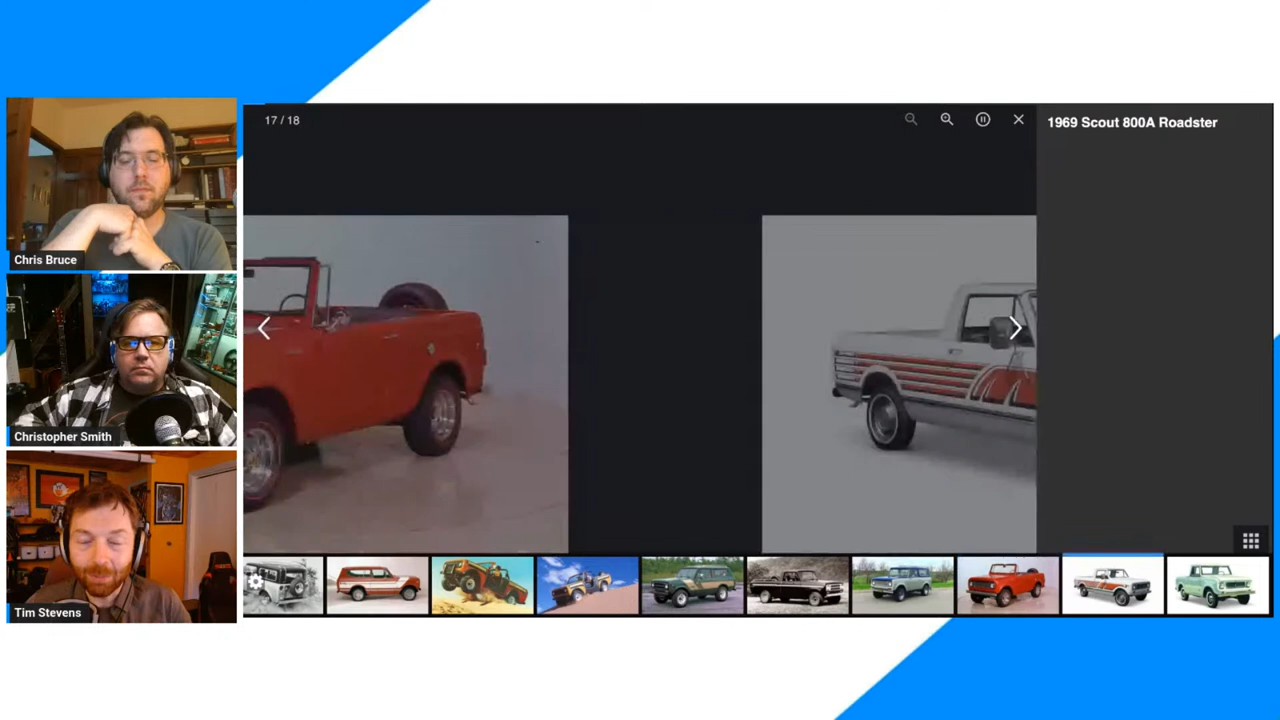 17 / 18
1969 Scout 800A Roadster
Chris Bruce
Christopher Smith
Tim Stevens